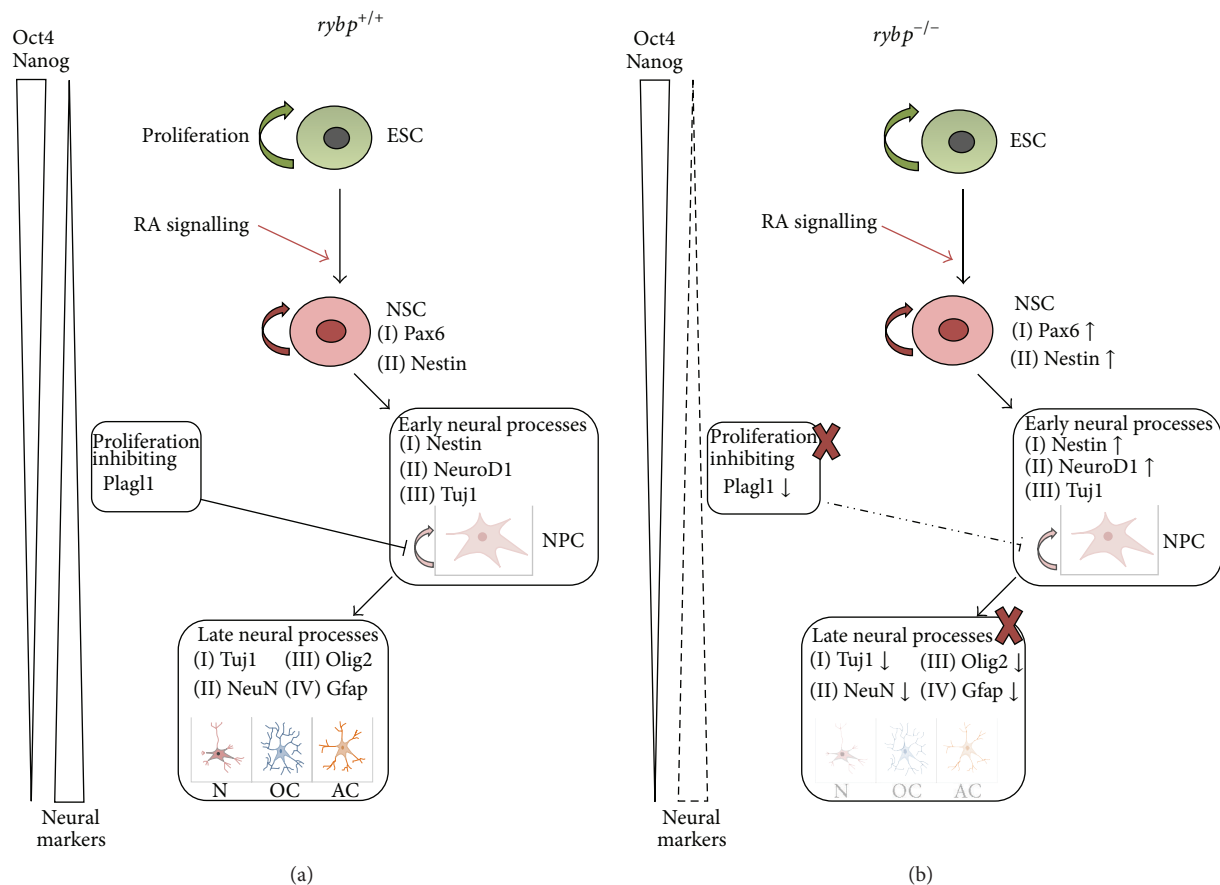 Oct4
Nanog
rybp+/+
Proliferation
ESC
RA signalling
NSC
(I) Pax6
(II) Nestin
Early neural processes
(I) Nestin
(II) NeuroD1
(III) Tuj1
NPC
Proliferation
inhibiting
Plagl1
Late neural processes
(I) Tuj1 (III) Olig2
(II) NeuN (IV) Gfap
N OC AC
Neural
markers
(a)
Oct4
Nanog
rybp−/−
ESC
RA signalling
NSC
(I) Pax6 ↑
(II) Nestin ↑
Early neural processes
(I) Nestin ↑
(II) NeuroD1 ↑
(III) Tuj1
NPC
Proliferation
inhibiting
Plagl1 ↓
Late neural processes
(I) Tuj1 ↓ (III) Olig2 ↓
(II) NeuN ↓ (IV) Gfap ↓
N OC AC
Neural
markers
(b)